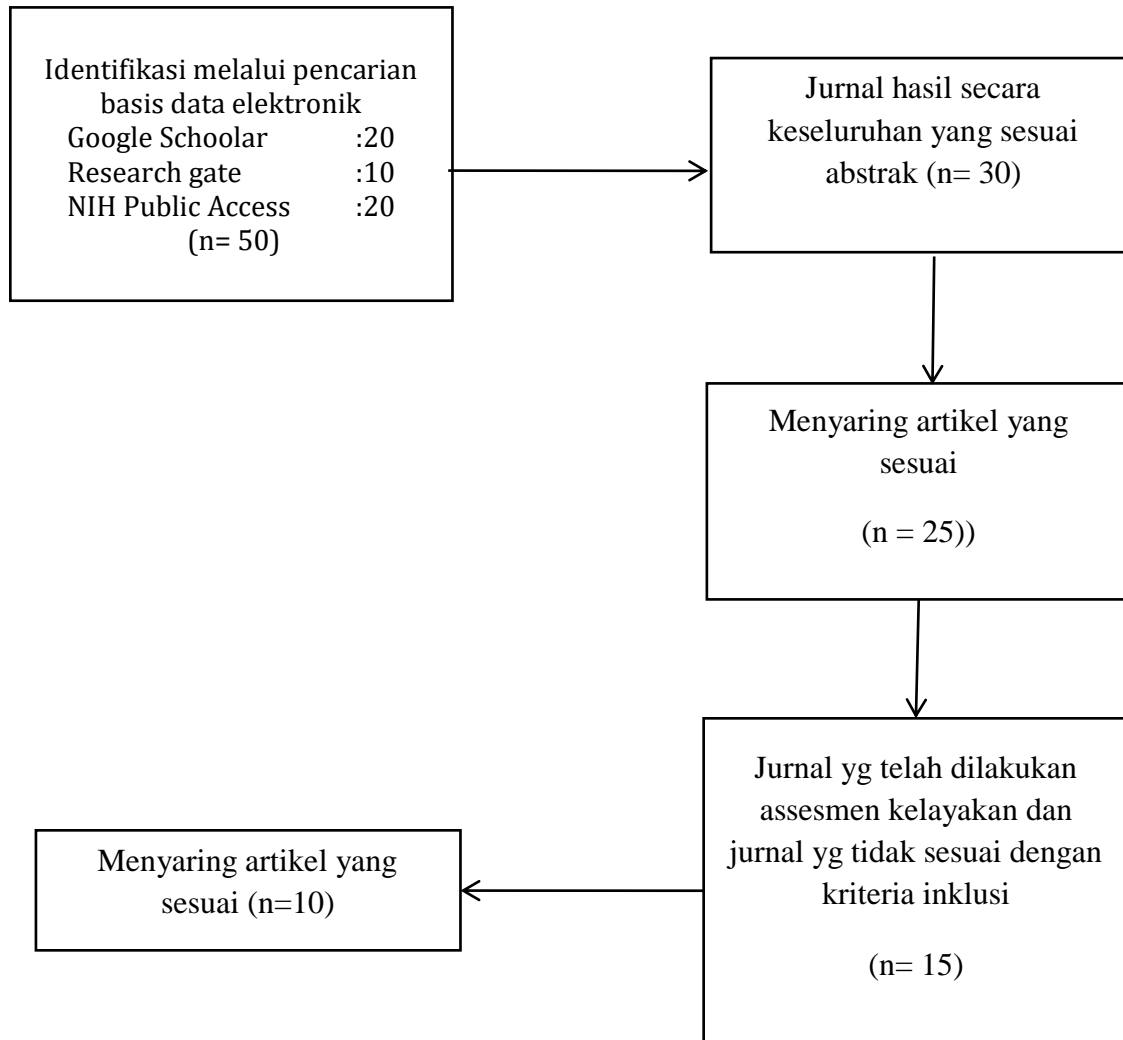 Identifikasi melalui pencarian
basis data elektronik
Google Schoolar :20
Research gate :10
NIH Public Access :20
(n= 50)
Jurnal hasil secara
keseluruhan yang sesuai
abstrak (n= 30)
Menyaring artikel yang
sesuai
(n = 25))
Jurnal yg telah dilakukan
assesmen kelayakan dan
jurnal yg tidak sesuai dengan
kriteria inklusi
(n= 15)
Menyaring artikel yang
sesuai (n=10)